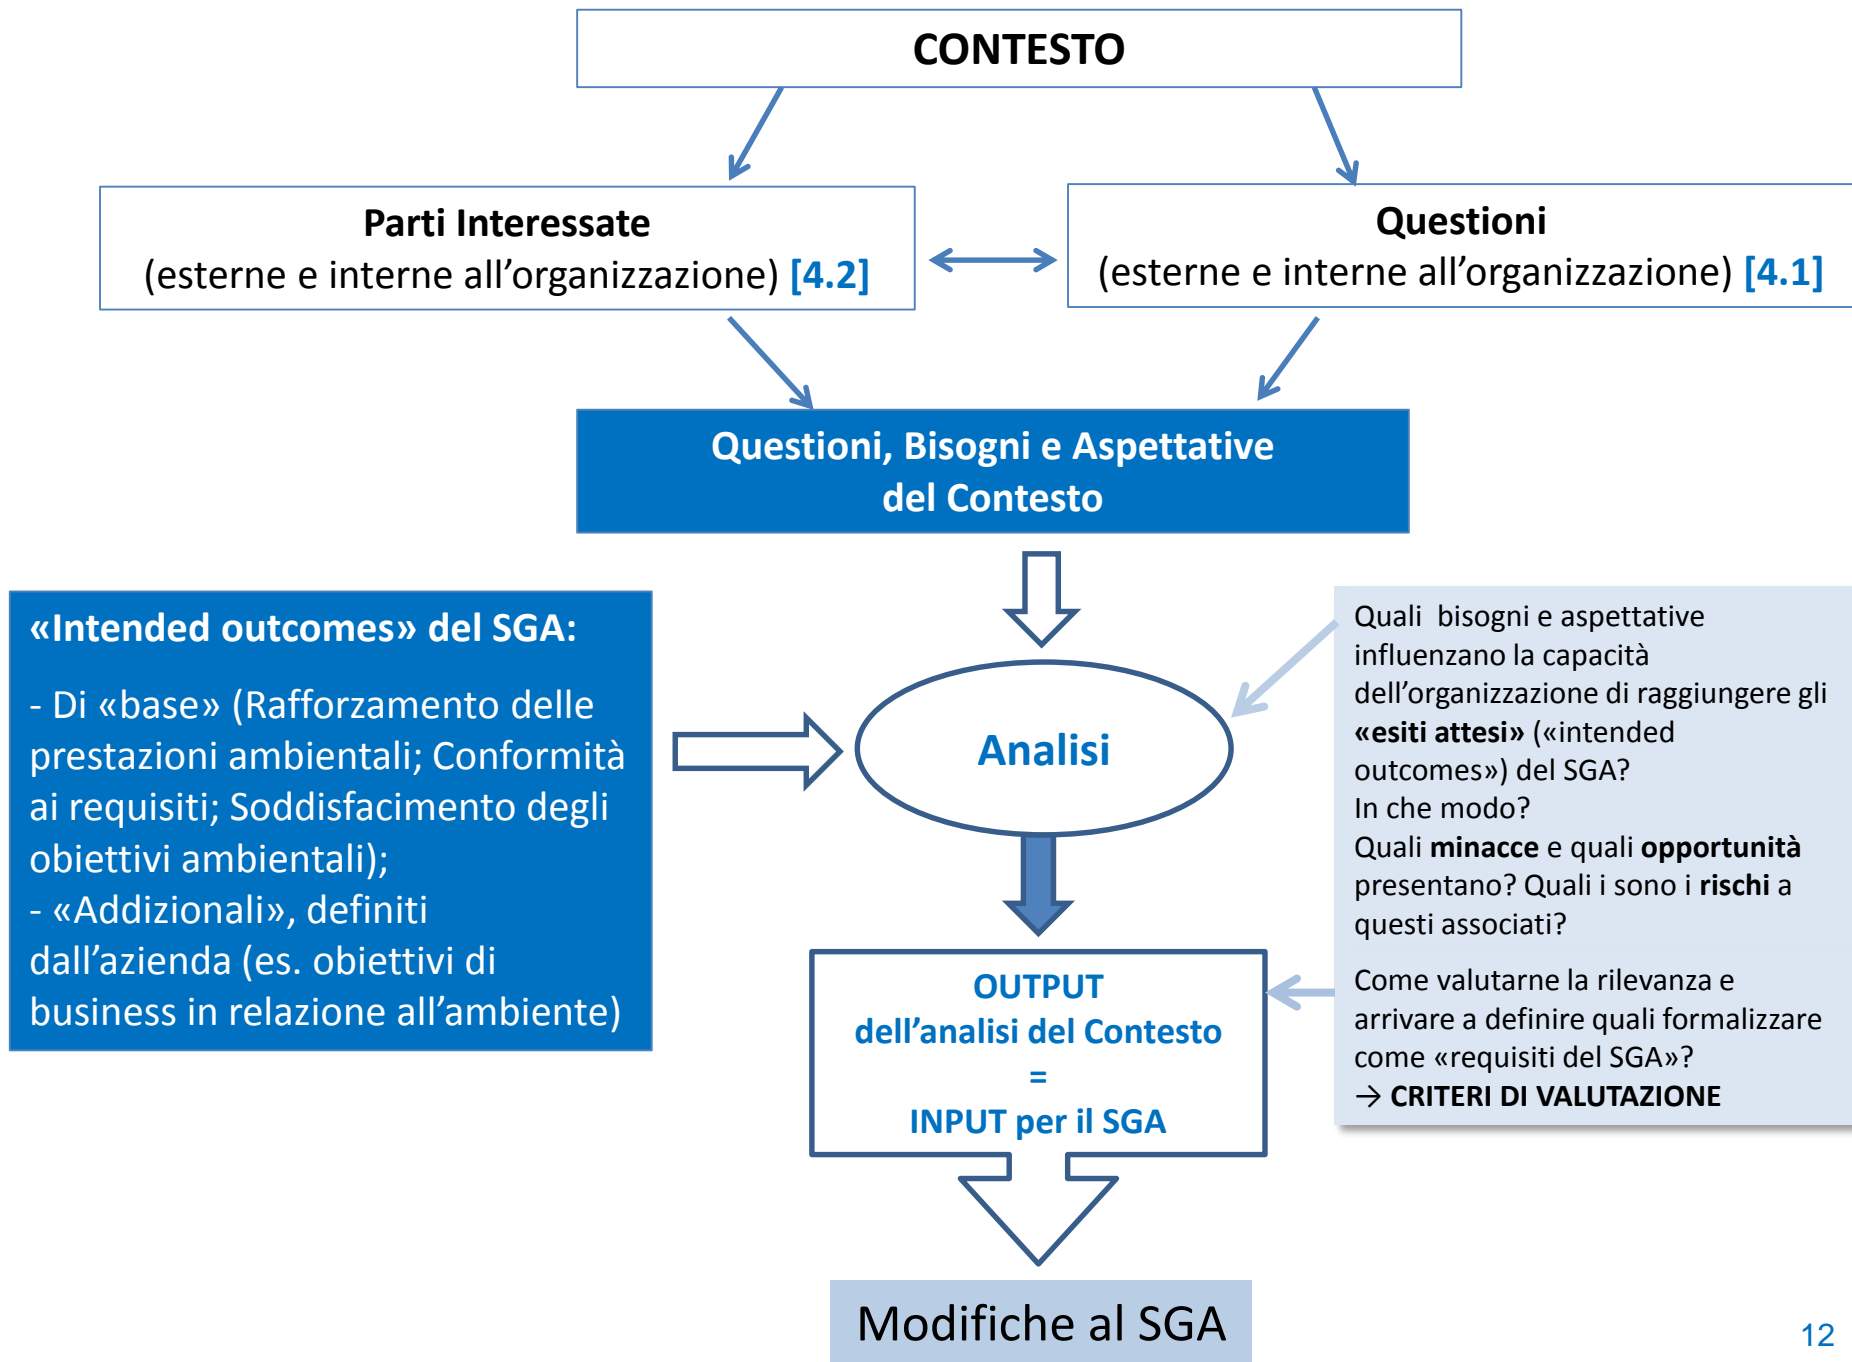 CONTESTO
Parti Interessate
(esterne e interne all’organizzazione) [4.2]
Questioni
(esterne e interne all’organizzazione) [4.1]
Questioni, Bisogni e Aspettative
del Contesto
«Intended outcomes» del SGA:
- Di «base» (Rafforzamento delle
prestazioni ambientali; Conformità
ai requisiti; Soddisfacimento degli
obiettivi ambientali);
- «Addizionali», definiti
dall’azienda (es. obiettivi di
business in relazione all’ambiente)
Analisi
Quali  bisogni e aspettative
influenzano la capacità
dell’organizzazione di raggiungere gli
«esiti attesi» («intended
outcomes») del SGA?
In che modo?
Quali minacce e quali opportunità
presentano? Quali i sono i rischi a
questi associati?
Come valutarne la rilevanza e
arrivare a definire quali formalizzare
come «requisiti del SGA»?
→ CRITERI DI VALUTAZIONE
OUTPUT
dell’analisi del Contesto
=
INPUT per il SGA
Modifiche al SGA
12